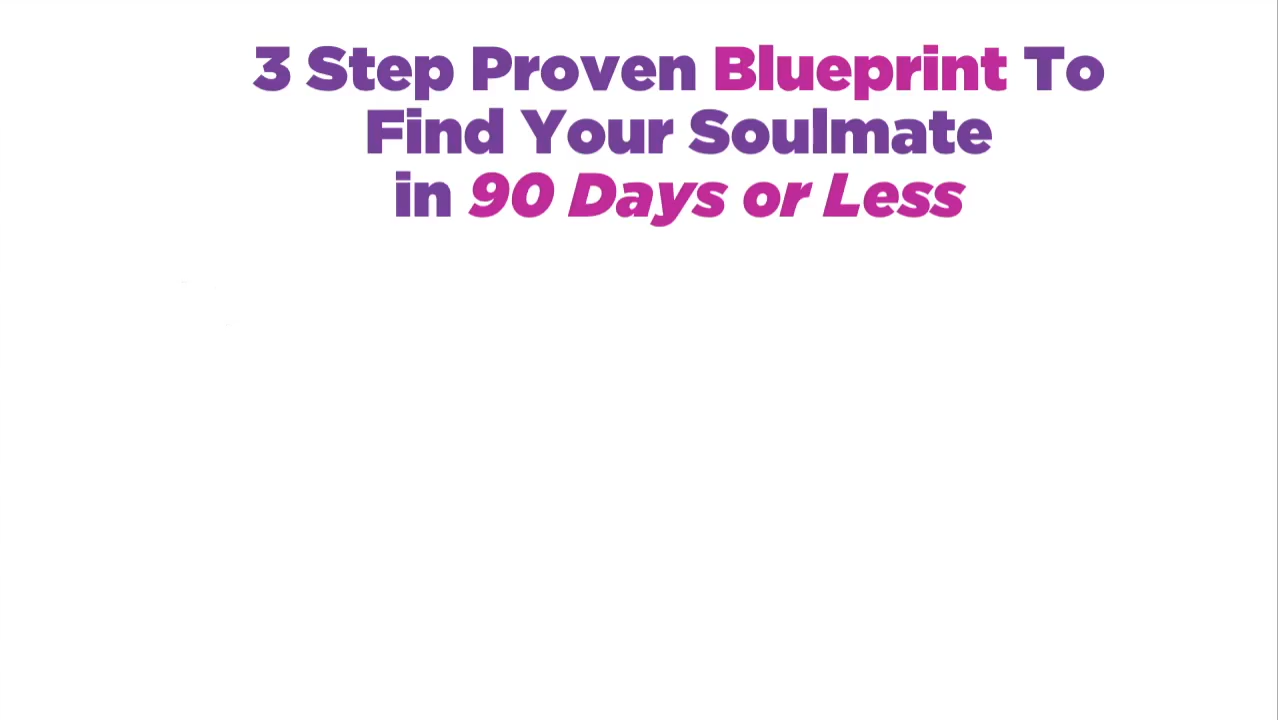 3 Step Proven Blueprint To
Find Your Soulmate
in 90 Days or Less